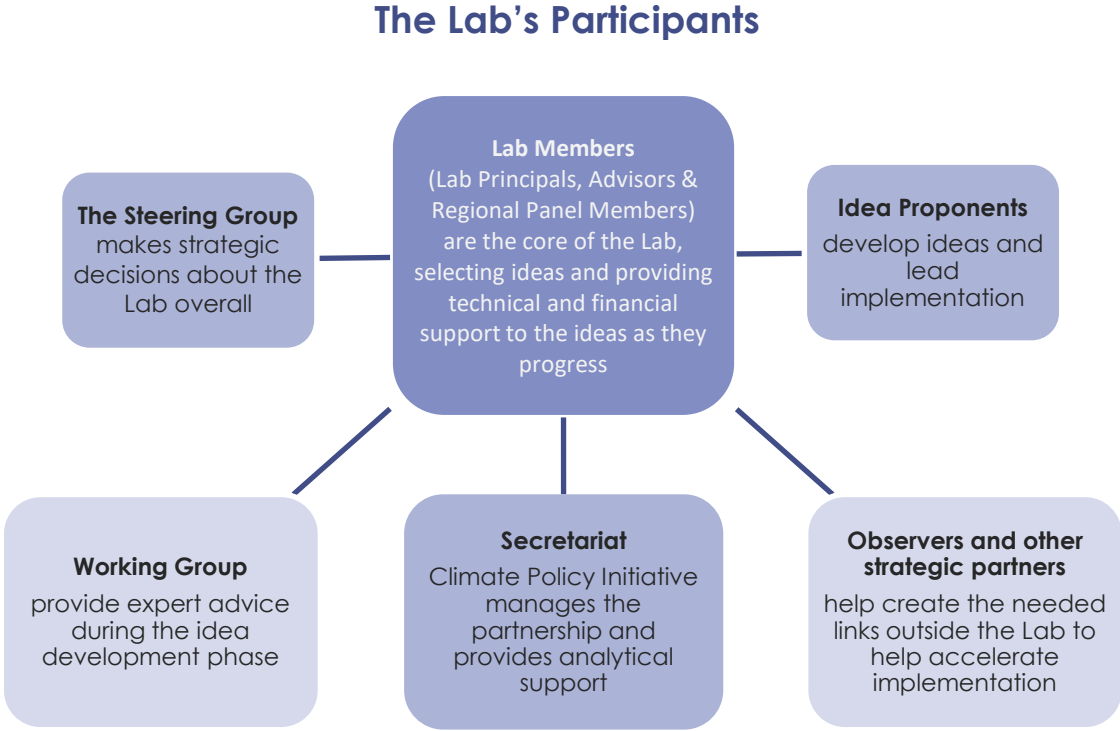 The Lab's Participants
Lab Members
(Lab Principals, Advisors &
Regional Panel Members)
are the core of the Lab,
selecting ideas and providing
technical and financial
support to the ideas as they
progress
The Steering Group
makes strategic
decisions about the
Lab overall
Idea Proponents
develop ideas and
lead
implementation
Working Group
provide expert advice
during the idea
development phase
Secretariat
Climate Policy Initiative
manages the
partnership and
provides analytical
support
Observers and other
strategic partners
help create the needed
links outside the Lab to
help accelerate
implementation